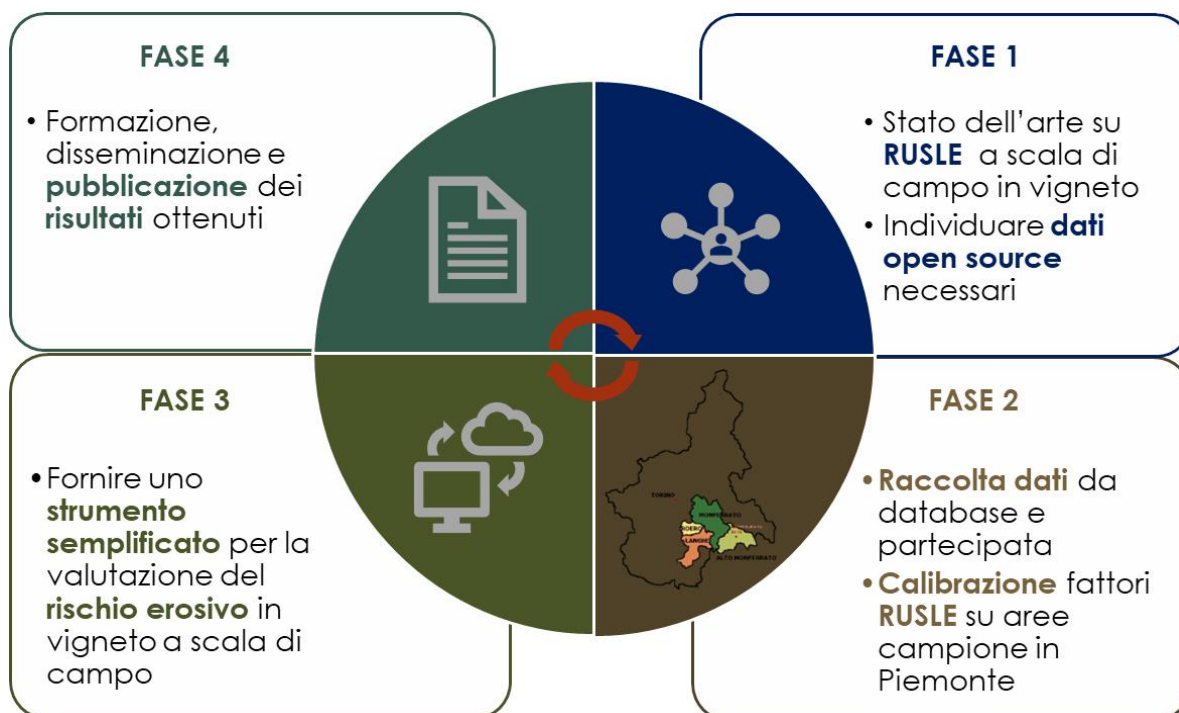 FASE 4
• Formazione,
disseminazione e
pubblicazione dei
risultati ottenuti
FASE 1
• Stato dell'arte su
RUSLE a scala di
campo in vigneto
• Individuare dati
open source
necessari
FASE 3
• Fornire uno
strumento
semplificato per la
valutazione del
rischio erosivo in
vigneto a scala di
campo
TORINO
MONFERRATO
ROERO
LANGHE
ALTO MONFERRATO
FASE 2
• Raccolta dati da
database e
partecipata
• Calibrazione fattori
RUSLE su aree
campione in
Piemonte